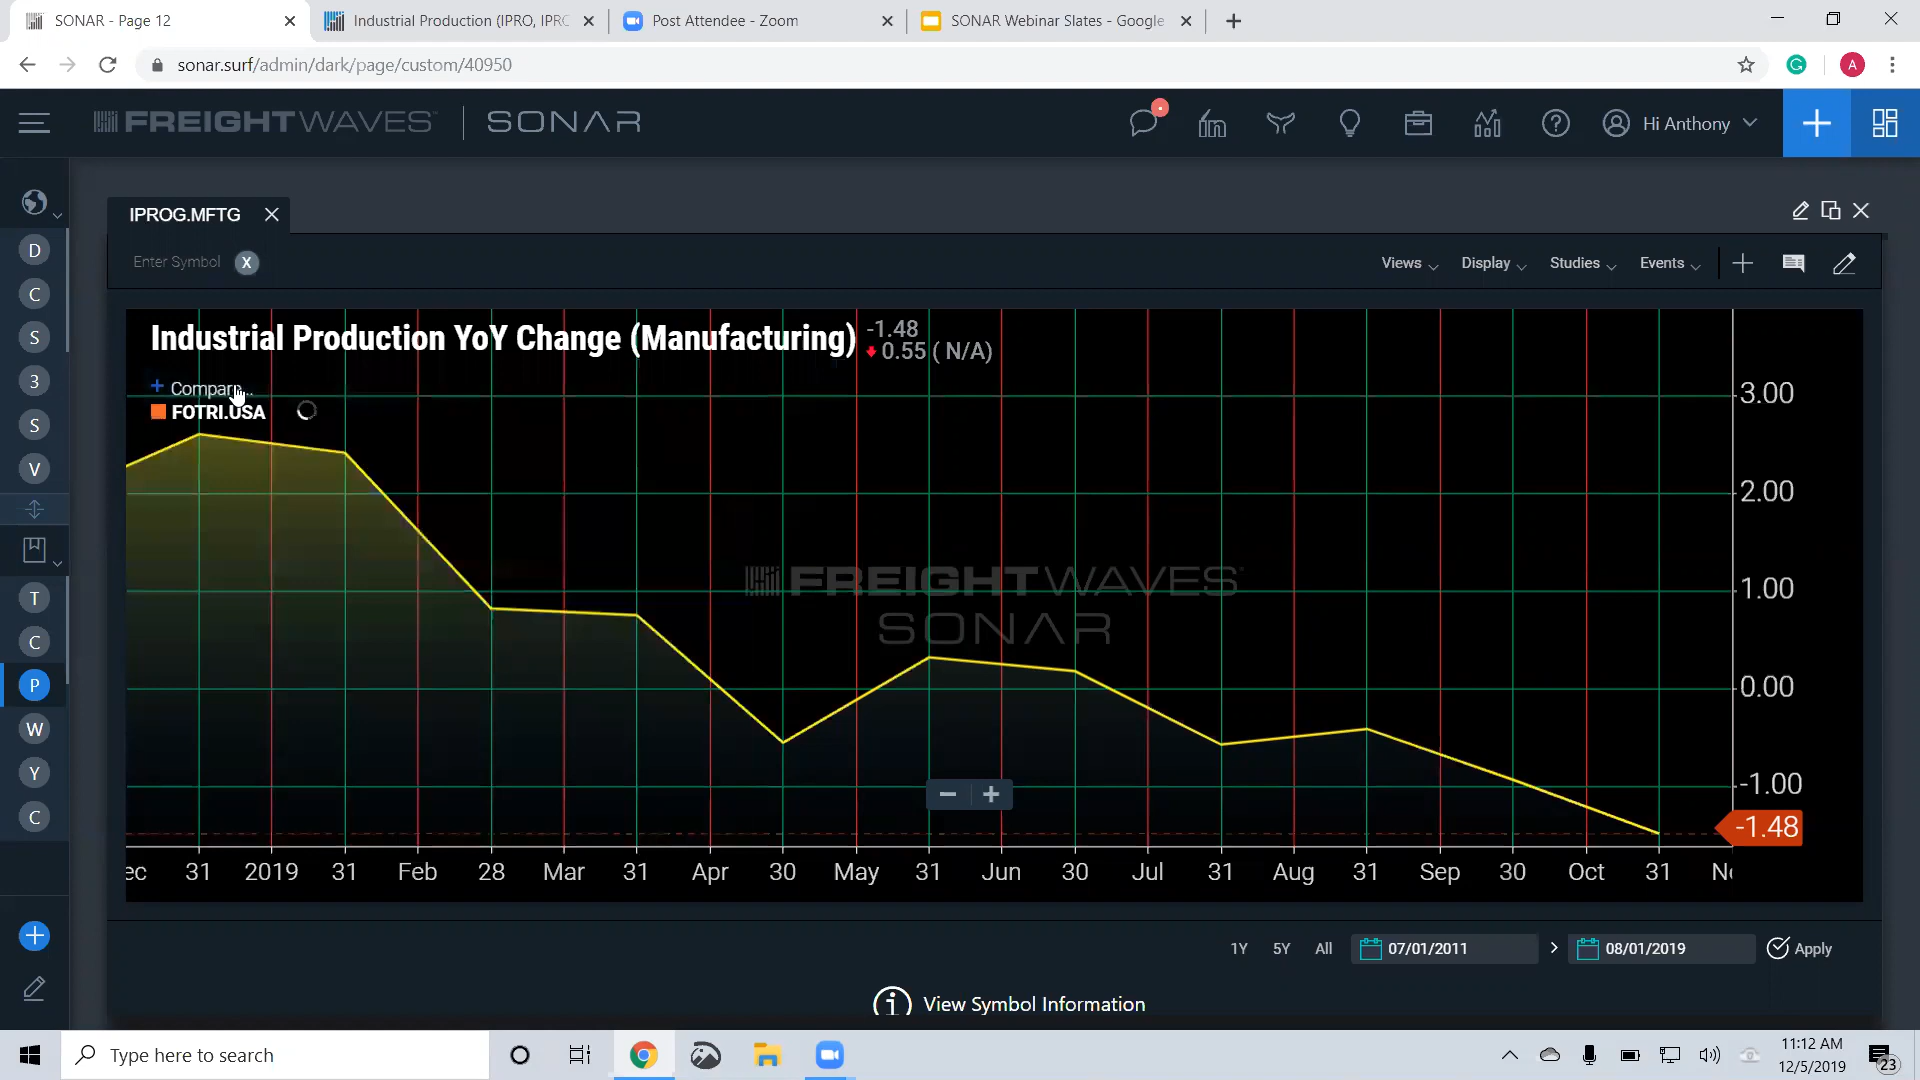 SONAR - Page 12
Industrial Production (IPRO, IPRC
Post Attendee - Zoom
SONAR Webinar Slates - Google
sonar.surf/admin/dark/page/custom/40950
G
A
FREIGHTWAVES SONAR
Hi Anthony
IPROG.MFTG
Enter Symbol X
Views Display Studies Events
D
C
S
3
S
V
T
C
P
W
Y
C
Industrial Production YoY Change (Manufacturing) -1.48
0.55 ( N/A)
+ Compare...
FOTRI.USA
3.00
2.00
1.00
0.00
-1.00
-1.48
FREIGHTWAVES
SONAR
ec 31 2019 31 Feb 28 Mar 31 Apr 30 May 31 Jun 30 Jul 31 Aug 31 Sep 30 Oct 31 No
1Y 5Y All 07/01/2011 > 08/01/2019 Apply
View Symbol Information
Type here to search
11:12 AM
12/5/2019
23